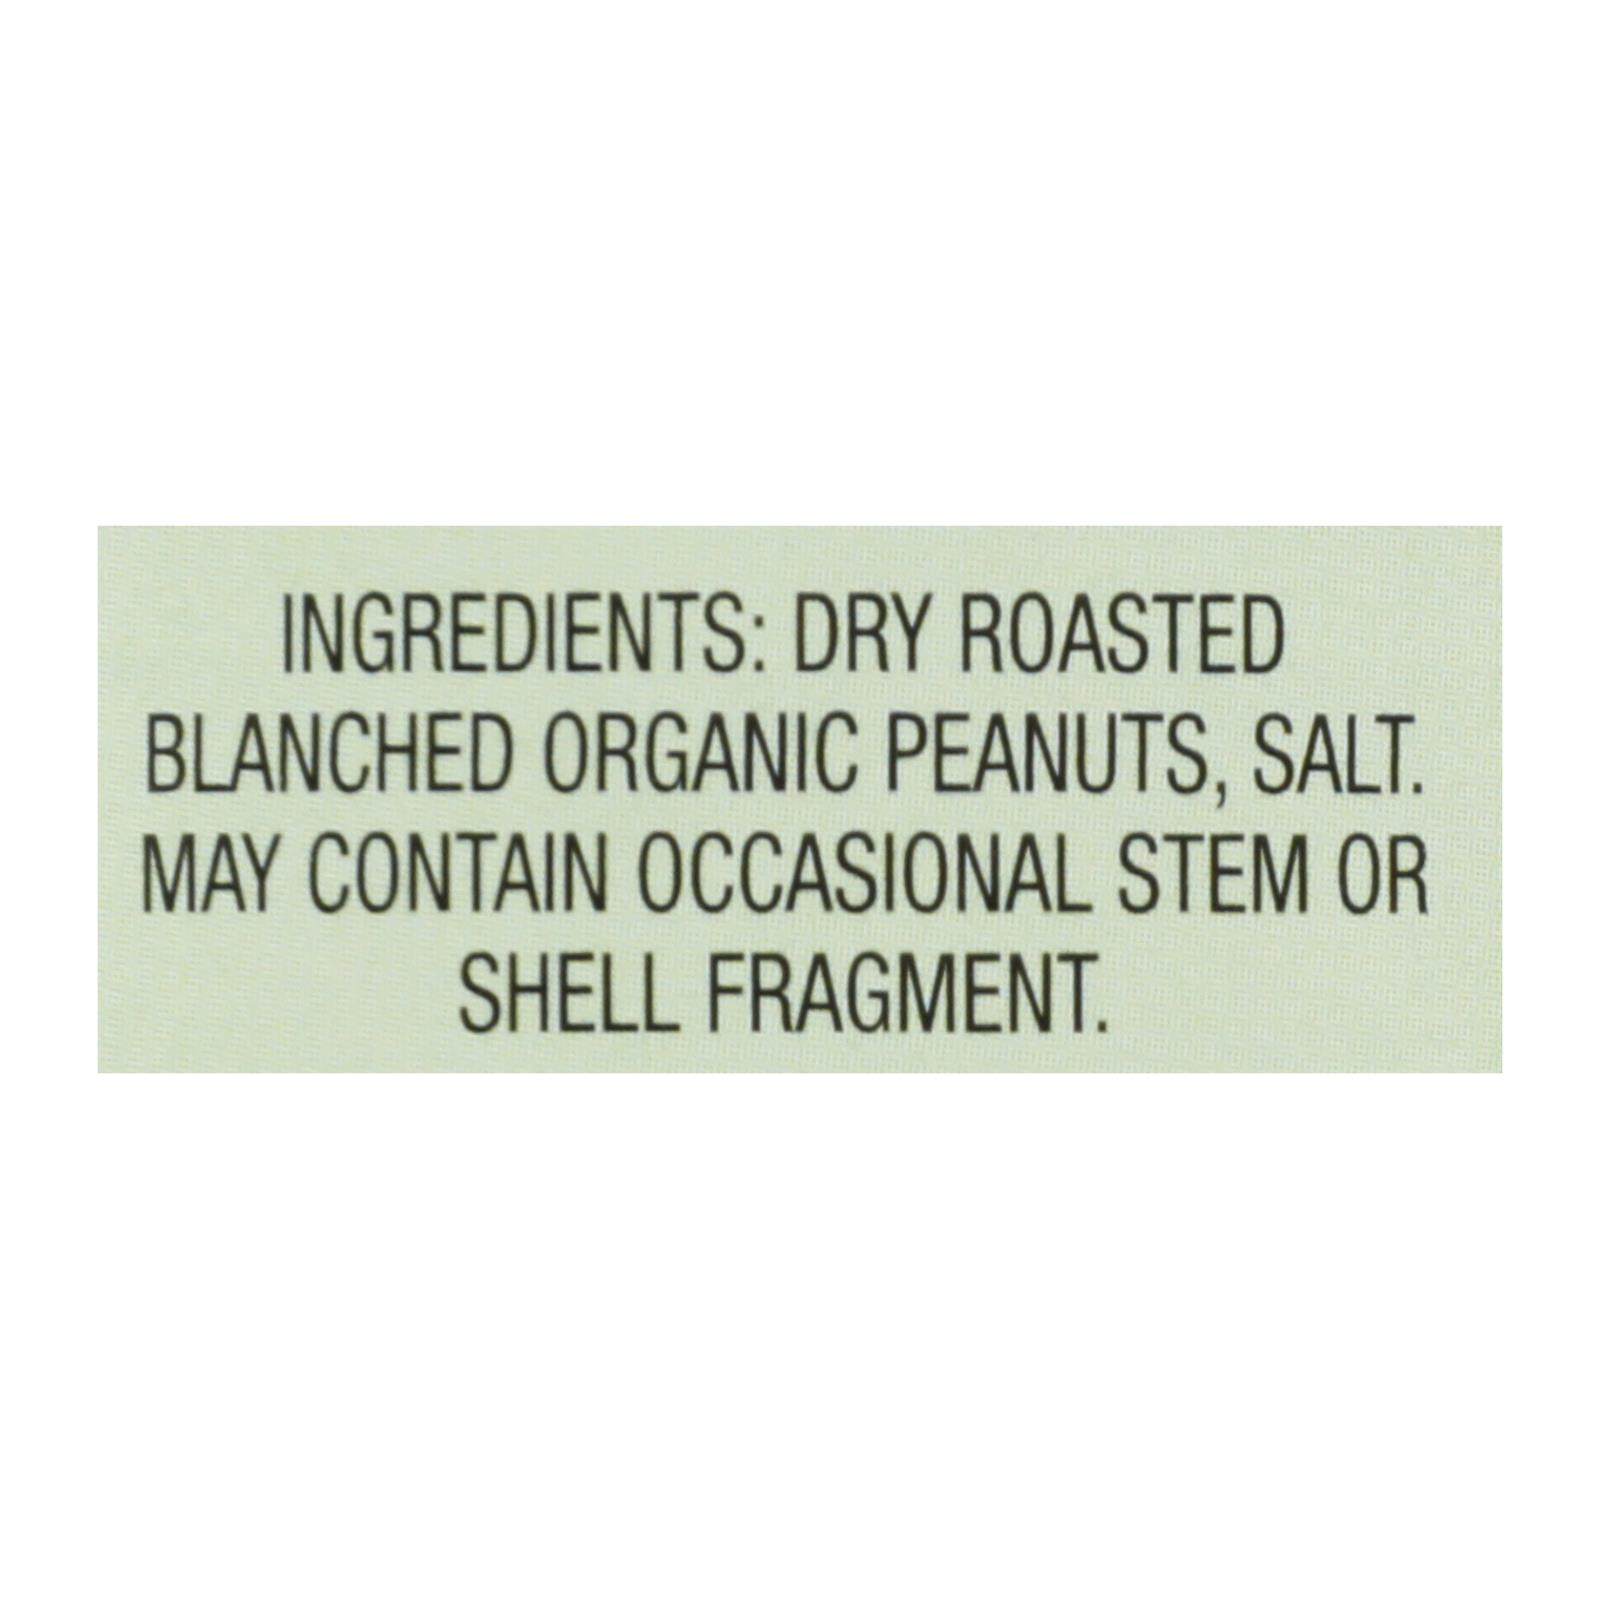 INGREDIENTS: DRY ROASTED
BLANCHED ORGANIC PEANUTS, SALT.
MAY CONTAIN OCCASIONAL STEM OR
SHELL FRAGMENT.